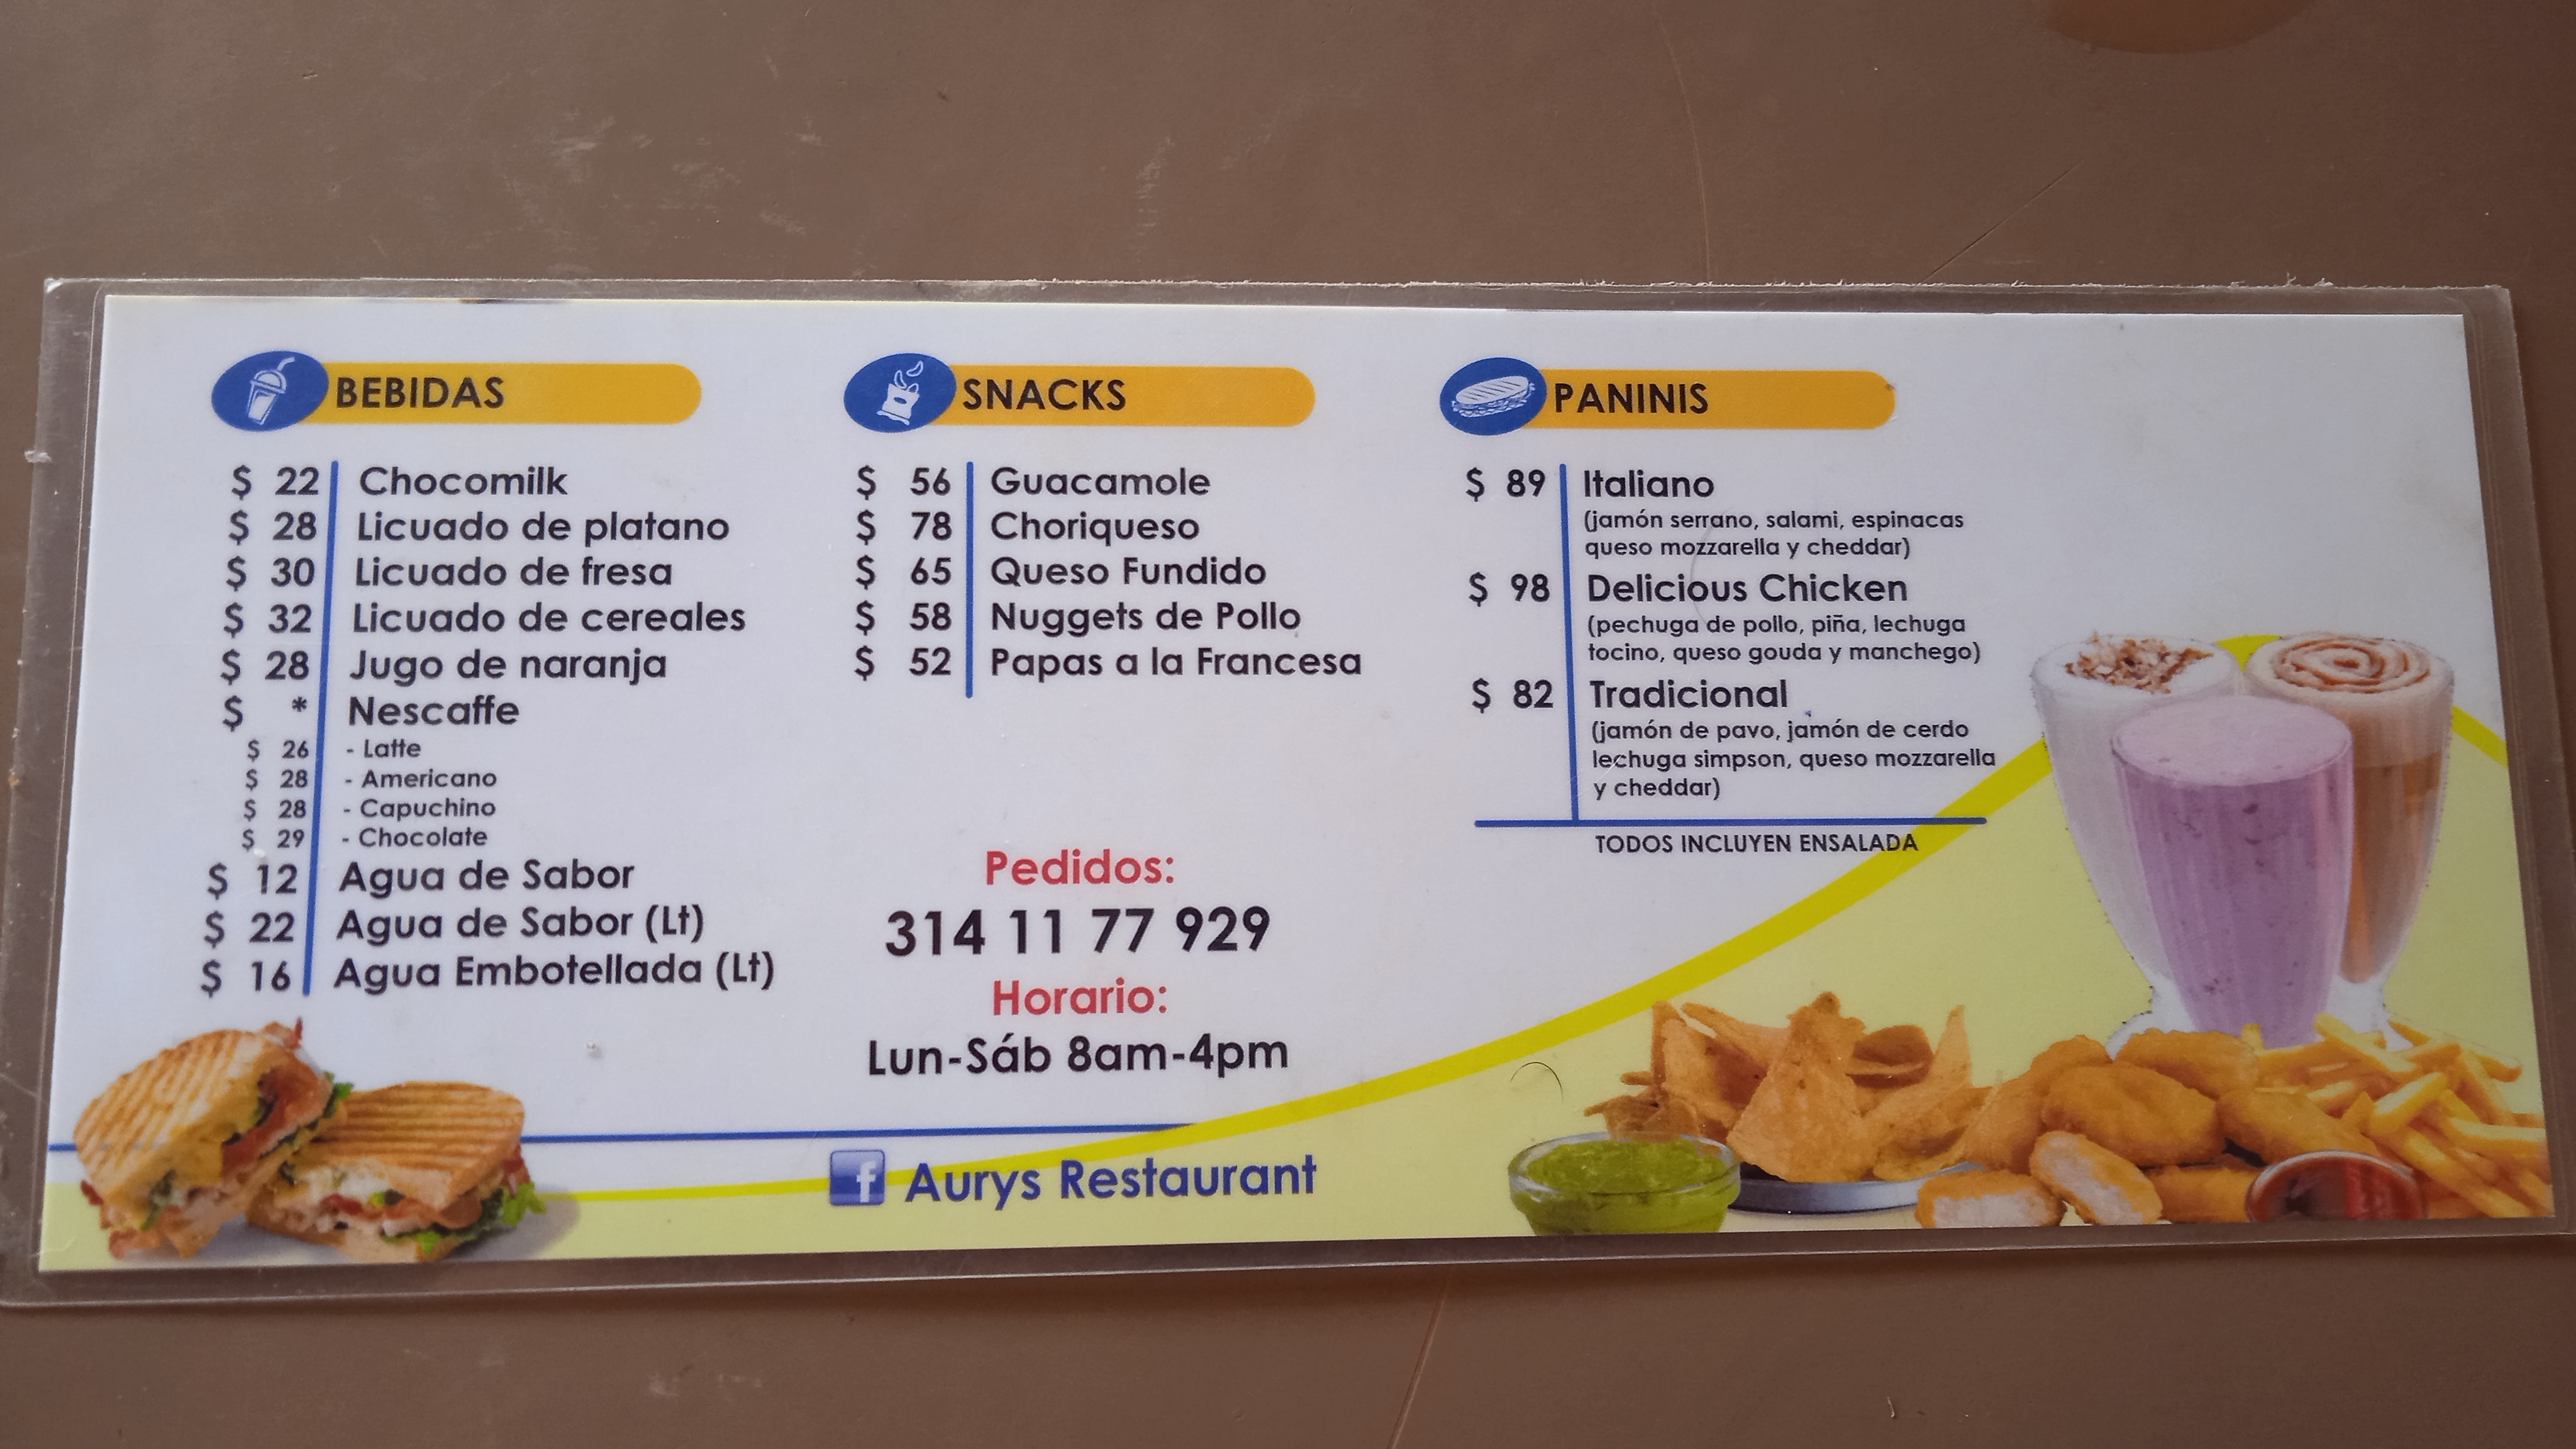 BEBIDAS
$ 22 Chocomilk
$ 28 Licuado de platano
$ 30 Licuado de fresa
$ 32 Licuado de cereales
$ 28 Jugo de naranja
$ * Nescaffe
$ 26 - Latte
$ 28 - Americano
$ 28 - Capuchino
$ 29 - Chocolate
$ 12 Agua de Sabor
$ 22 Agua de Sabor (Lt)
$ 16 Agua Embotellada (Lt)
SNACKS
$ 56 Guacamole
$ 78 Choriqueso
$ 65 Queso Fundido
$ 58 Nuggets de Pollo
$ 52 Papas a la Francesa
Pedidos:
314 11 77 929
Horario:
Lun-Sáb 8am-4pm
f Aurys Restaurant
PANINIS
$ 89 Italiano
(jamón serrano, salami, espinacas
queso mozzarella y cheddar)
$ 98 Delicious Chicken
(pechuga de pollo, piña, lechuga
tocino, queso gouda y manchego)
$ 82 Tradicional
(jamón de pavo, jamón de cerdo
lechuga simpson, queso mozzarella
y cheddar)
TODOS INCLUYEN ENSALADA